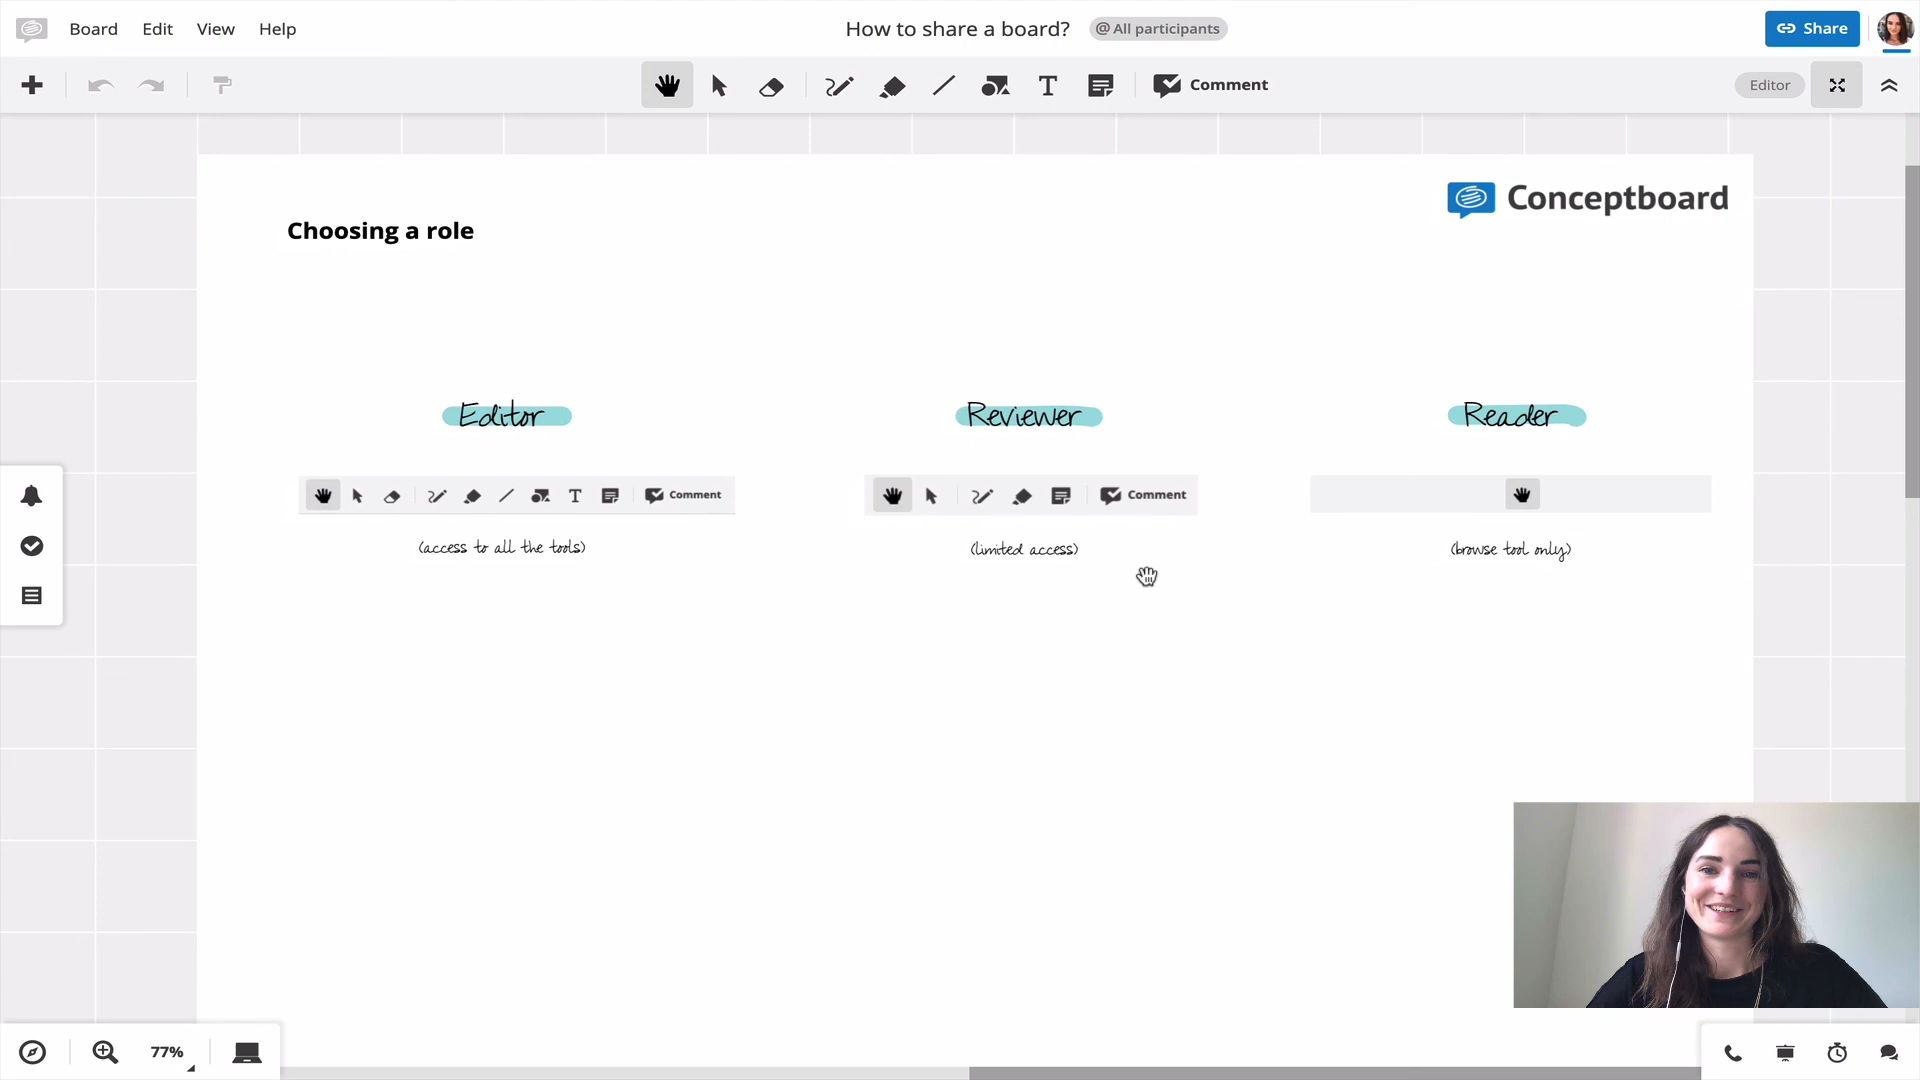 Board Edit View Help How to share a board? @ All participants Share
Comment Editor
Conceptboard
Choosing a role
Editor Reviewer Reader
T Comment Comment
(access to all the tools) (limited access) (browse tool only)
77%